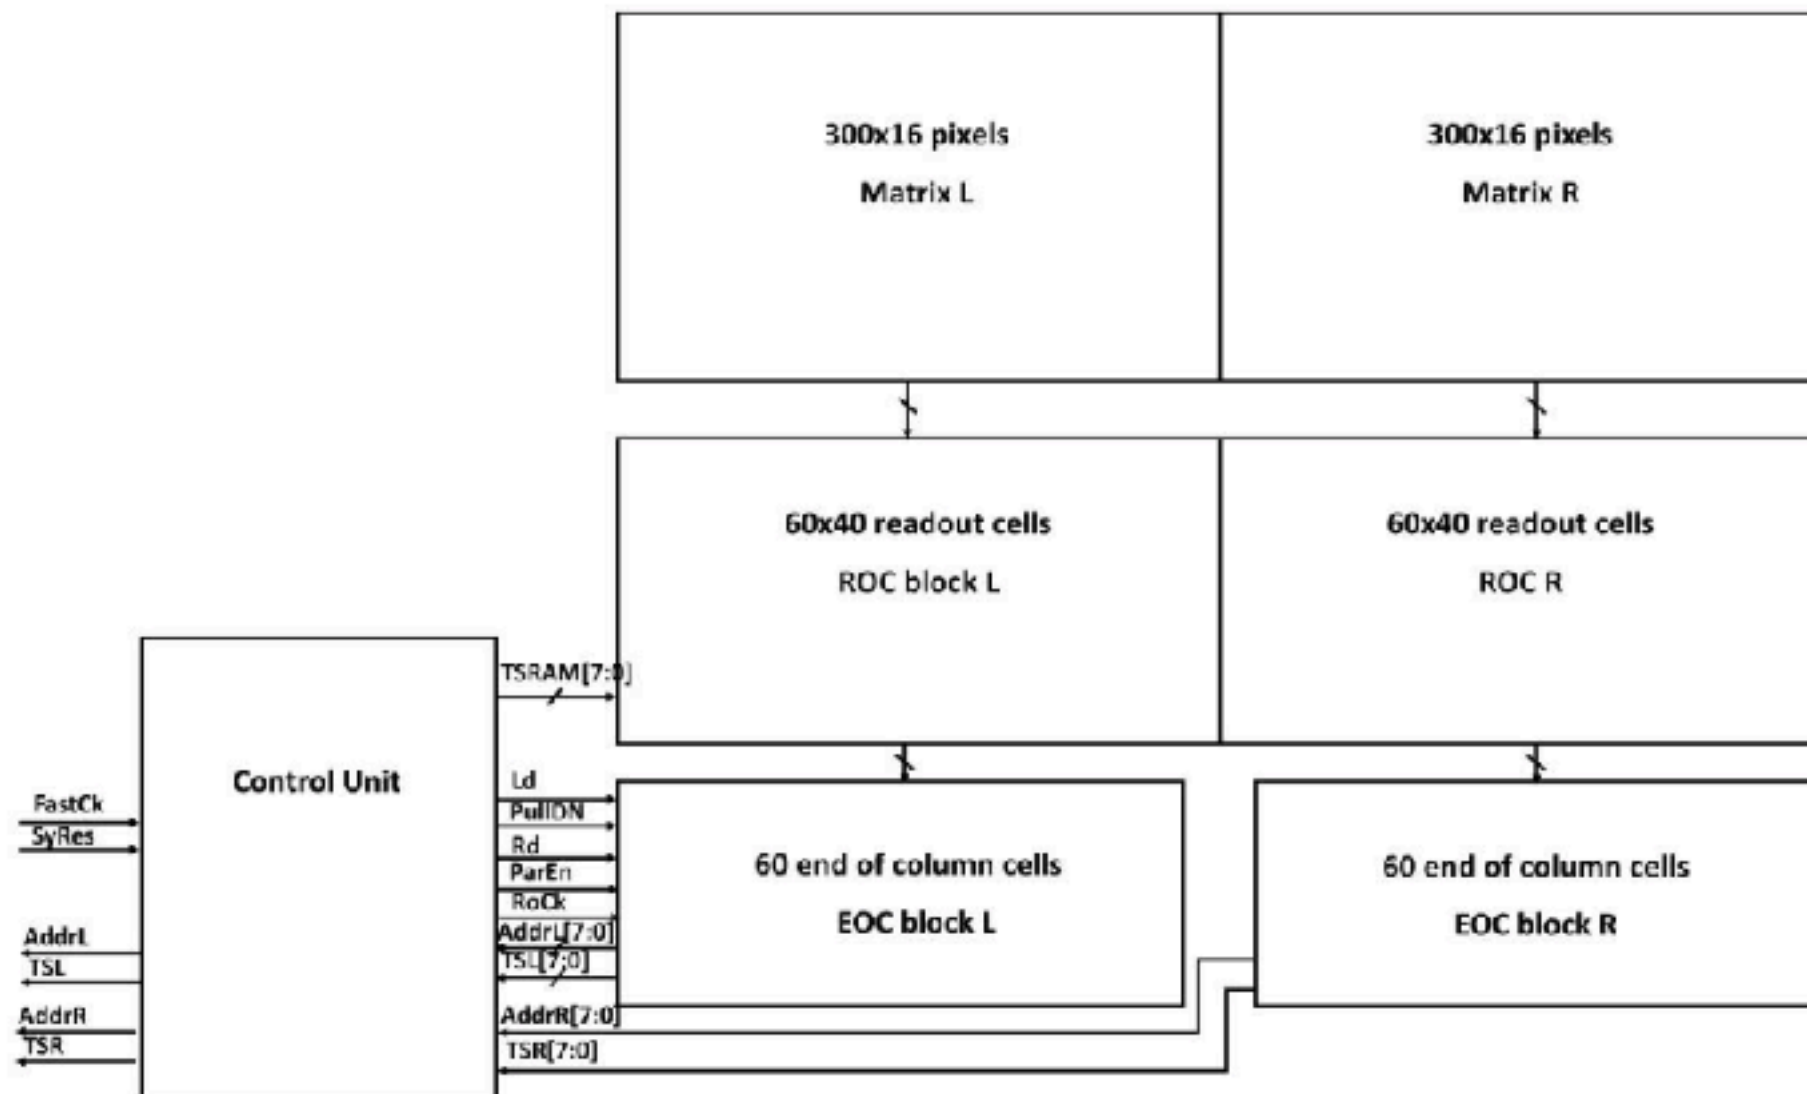 300x16 pixels
Matrix L
300x16 pixels
Matrix R
60x40 readout cells
ROC block L
60x40 readout cells
ROC R
TSRAM[7:0]
Control Unit
FastCk
SyRes
AddrL
TSL
AddrR
TSR
Ld
PullDN
Rd
ParEn
RoCk
AddrL[7:0]
TSL[7:0]
AddrR[7:0]
TSR[7:0]
60 end of column cells
EOC block L
60 end of column cells
EOC block R